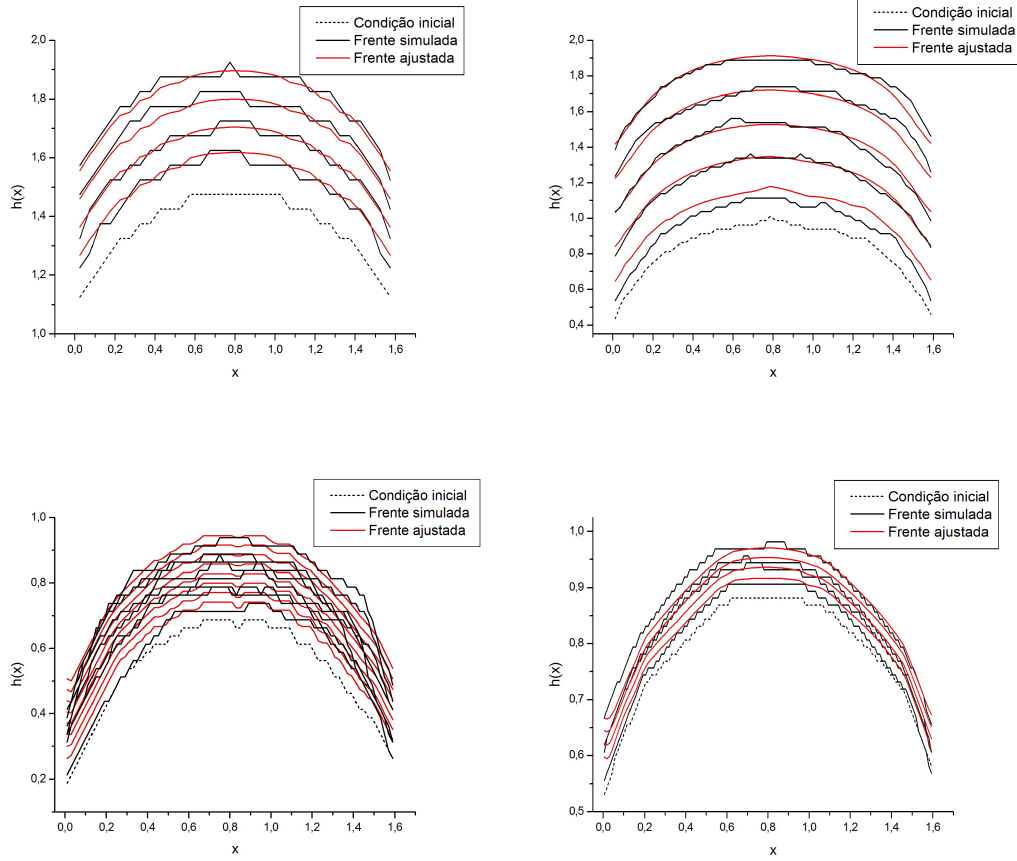 Condição inicial
Frente simulada
Frente ajustada
2,0
1,8
1,6
1,4
1,2
1,0
h(x)
0,0 0,2 0,4 0,6 0,8 1,0 1,2 1,4 1,6
x
Condição inicial
Frente simulada
Frente ajustada
2,0
1,8
1,6
1,4
1,2
1,0
0,8
0,6
0,4
h(x)
0,0 0,2 0,4 0,6 0,8 1,0 1,2 1,4 1,6
x
Condição inicial
Frente simulada
Frente ajustada
1,0
0,8
0,6
0,4
0,2
h(x)
0,0 0,2 0,4 0,6 0,8 1,0 1,2 1,4 1,6
x
Condição inicial
Frente simulada
Frente ajustada
1,0
0,9
0,8
0,7
0,6
0,5
h(x)
0,0 0,2 0,4 0,6 0,8 1,0 1,2 1,4 1,6
x